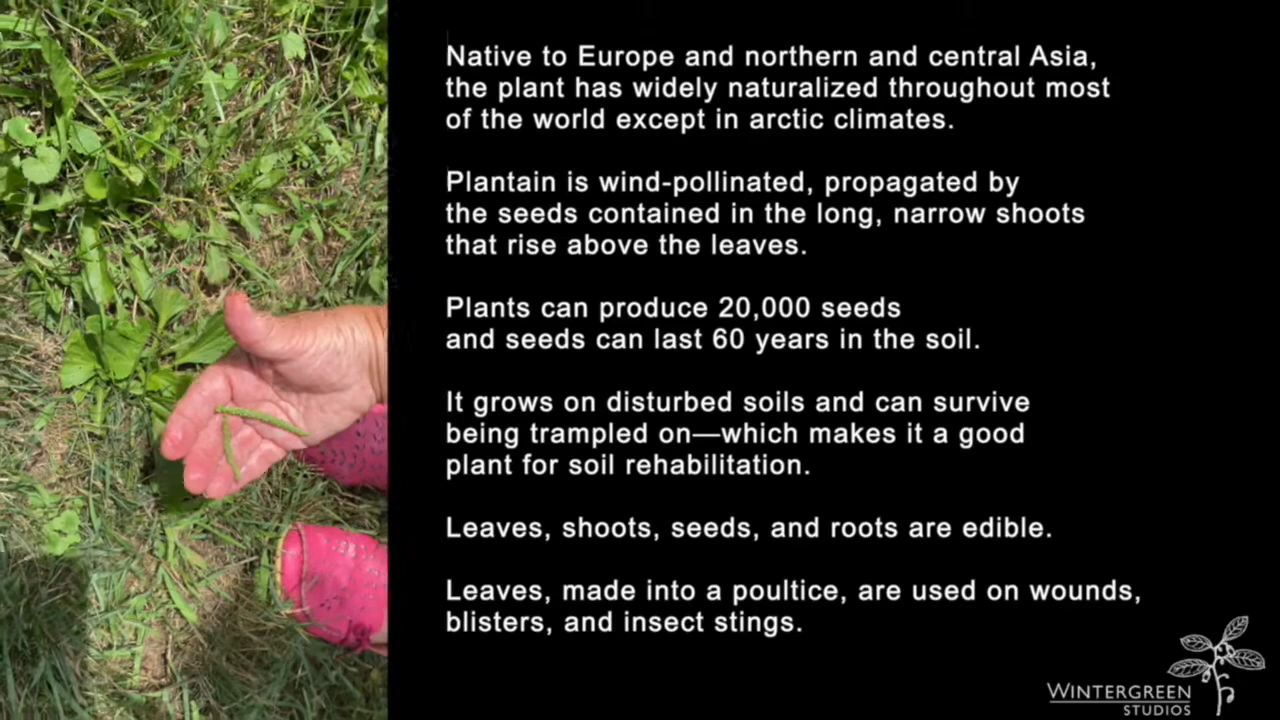 Native to Europe and northern and central Asia,
the plant has widely naturalized throughout most
of the world except in arctic climates.
Plantain is wind-pollinated, propagated by
the seeds contained in the long, narrow shoots
that rise above the leaves.
Plants can produce 20,000 seeds
and seeds can last 60 years in the soil.
It grows on disturbed soils and can survive
being trampled on—which makes it a good
plant for soil rehabilitation.
Leaves, shoots, seeds, and roots are edible.
Leaves, made into a poultice, are used on wounds,
blisters, and insect stings.
WINTERGREEN
STUDIOS